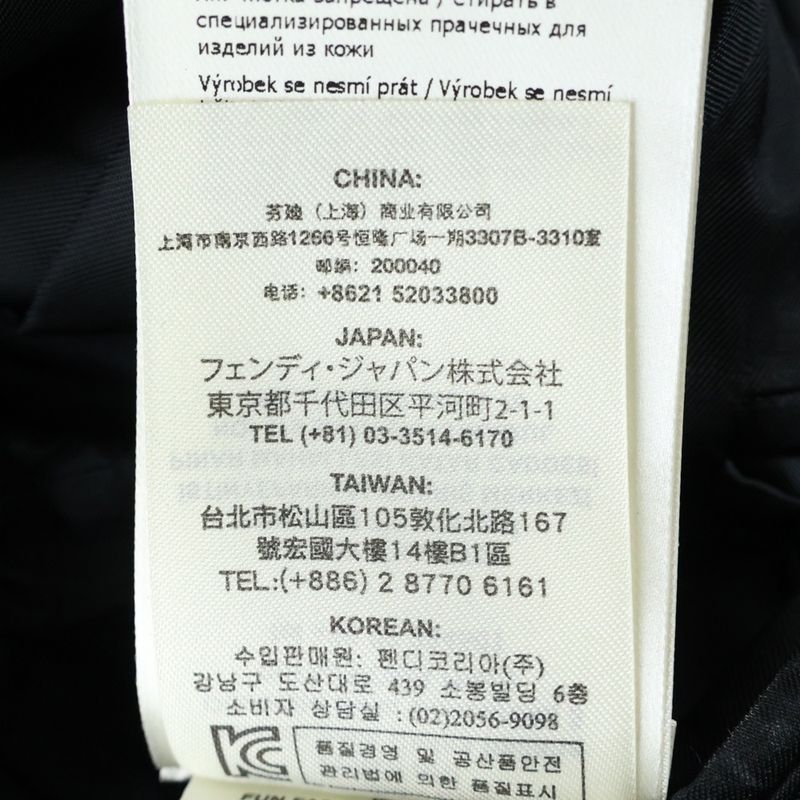 специализированных прачечных для
изделий из кожи
Výrobek se nesmí prát / Výrobek se nesmí
CHINA:
芬迪（上海）商业有限公司
上海市南京西路1266号恒隆广场一期3307B-3310室
邮编: 200040
电话: +8621 52033800
JAPAN:
フェンディ・ジャパン株式会社
東京都千代田区平河町2-1-1
TEL (+81) 03-3514-6170
TAIWAN:
台北市松山區105敦化北路167
號宏國大樓14樓B1區
TEL:(+886) 2 8770 6161
KOREAN:
수입판매원: 펜디코리아(주)
강남구 도산대로 439 소봉빌딩 6층
소비자 상담실 :(02)2056-9098
품질경영 및 공산품안전
관리법에 의한 품질표시